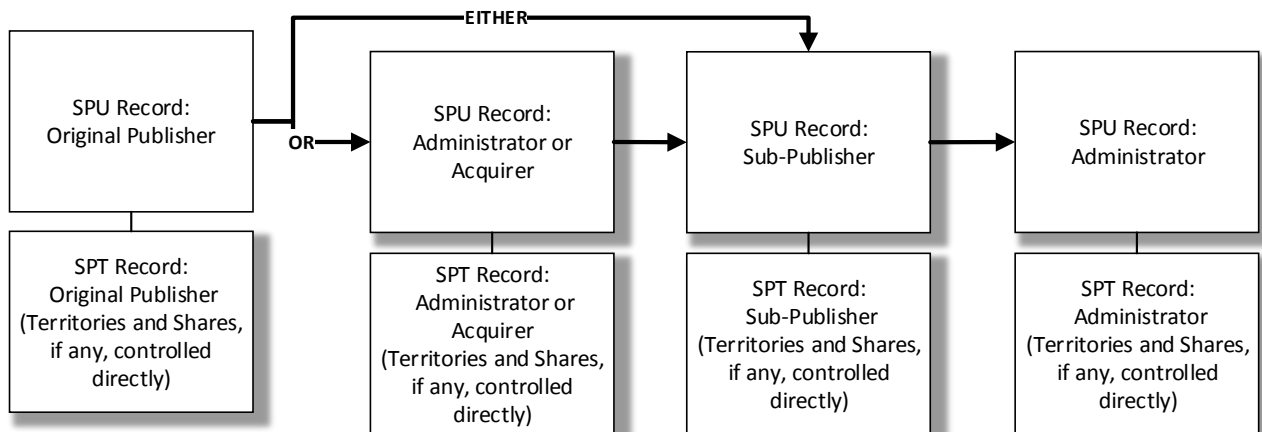 EITHER
SPU Record:
Original Publisher
OR
SPU Record:
Administrator or
Acquirer
SPU Record:
Sub-Publisher
SPU Record:
Administrator
SPT Record:
Original Publisher
(Territories and Shares,
if any, controlled
directly)
SPT Record:
Administrator or
Acquirer
(Territories and Shares,
if any, controlled
directly)
SPT Record:
Sub-Publisher
(Territories and Shares,
if any, controlled
directly)
SPT Record:
Administrator
(Territories and Shares,
if any, controlled
directly)